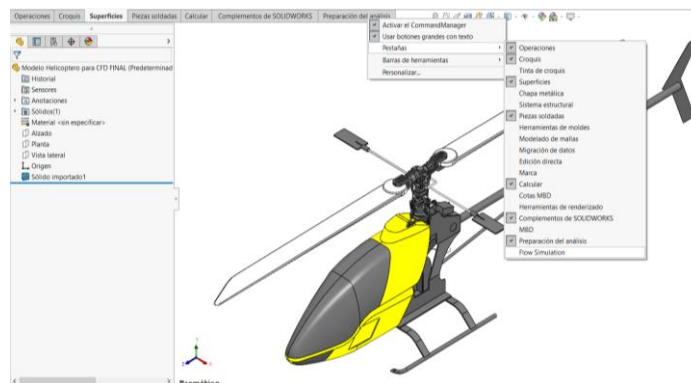 Operaciones Croquis Superficies Piezas soldadas Calcular Complementos de SOLIDWORKS Preparación del análisis
Modelo Helicoptero para CFD FINAL (Predeterminad
Historial
Sensores
Anotaciones
Sólidos(1)
Material <sin especificar>
Alzado
Planta
Vista lateral
Origen
Sólido importado1
Activar el CommandManager
Usar botones grandes con texto
Pestañas
Barras de herramientas
Personalizar...
Operaciones
Croquis
Tinta de croquis
Superficies
Chapa metálica
Sistema estructural
Piezas soldadas
Herramientas de moldes
Modelado de mallas
Migración de datos
Edición directa
Marca
Calcular
Cotas MBD
Herramientas de renderizado
Complementos de SOLIDWORKS
MBD
Preparación del análisis
Flow Simulation